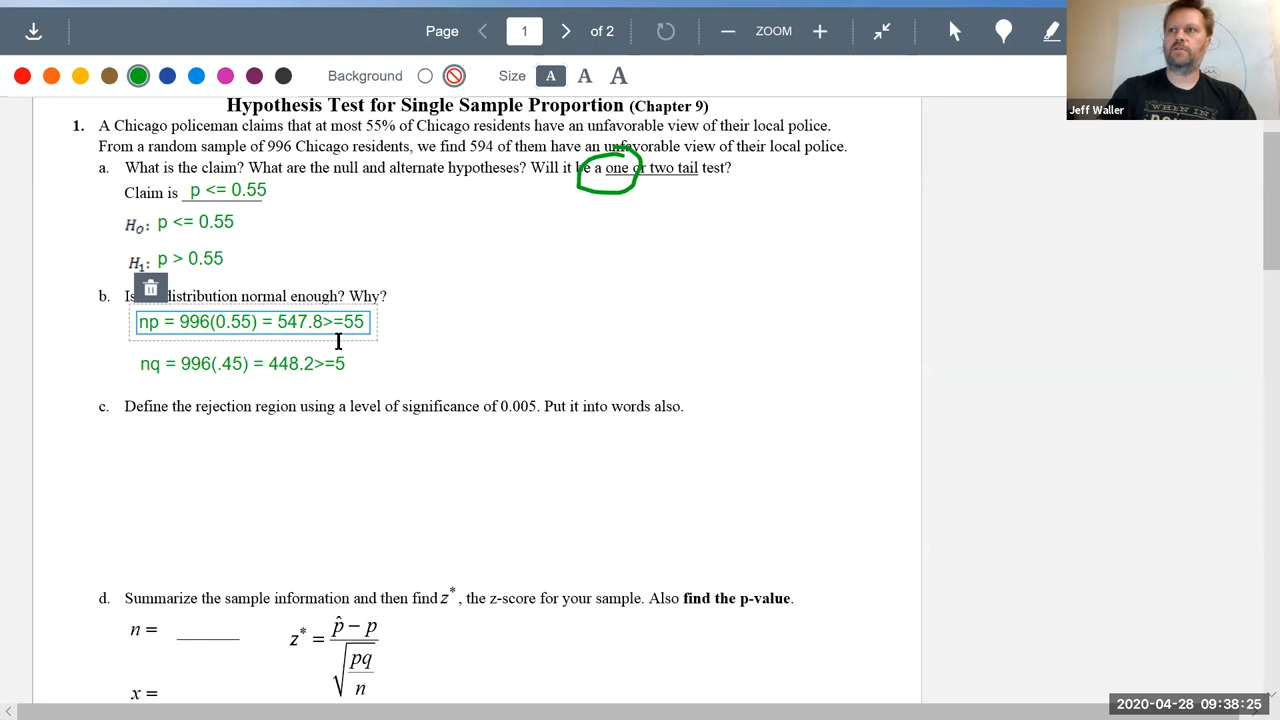 Page 1 of 2 ZOOM
Background Size A A A
Jeff Waller
WHEN IN
Hypothesis Test for Single Sample Proportion (Chapter 9)
1. A Chicago policeman claims that at most 55% of Chicago residents have an unfavorable view of their local police.
From a random sample of 996 Chicago residents, we find 594 of them have an unfavorable view of their local police.
a. What is the claim? What are the null and alternate hypotheses? Will it be a one or two tail test?
Claim is p <= 0.55
H0: p <= 0.55
H1: p > 0.55
b. Is distribution normal enough? Why?
np = 996(0.55) = 547.8>=55
nq = 996(.45) = 448.2>=5
c. Define the rejection region using a level of significance of 0.005. Put it into words also.
d. Summarize the sample information and then find z*, the z-score for your sample. Also find the p-value.
n = ______ z* = (p̂ − p) / √(pq/n)
x =
2020-04-28 09:38:25